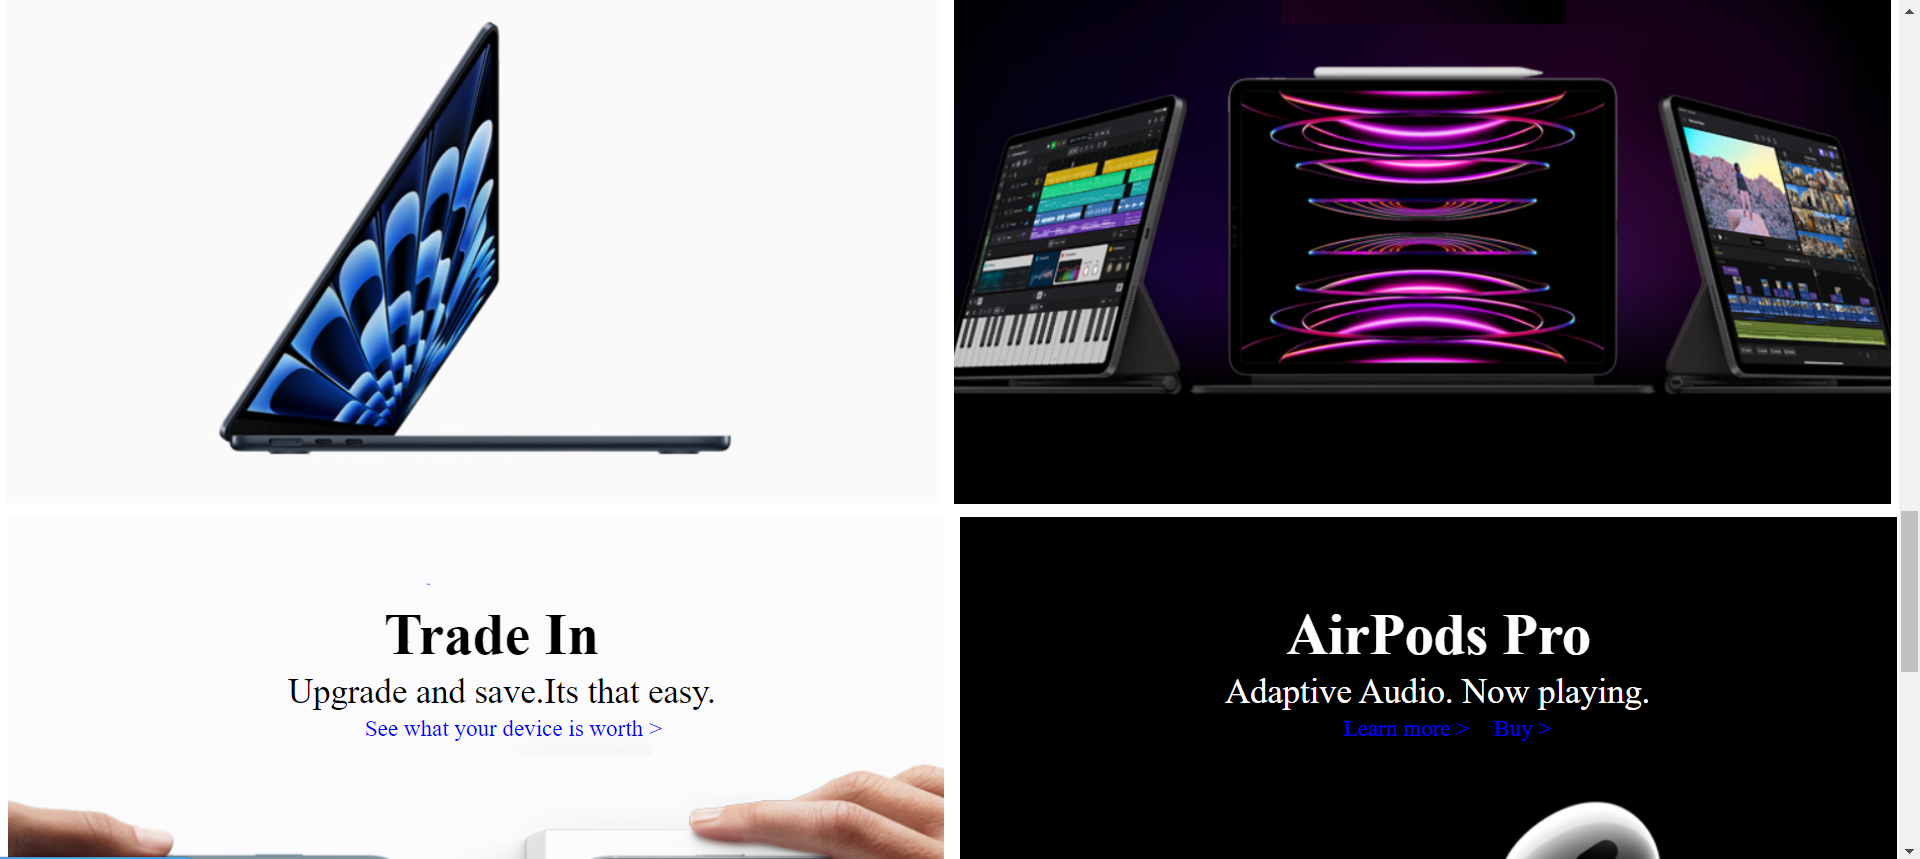 Trade In
Upgrade and save.Its that easy.
See what your device is worth >
AirPods Pro
Adaptive Audio. Now playing.
Learn more > Buy >